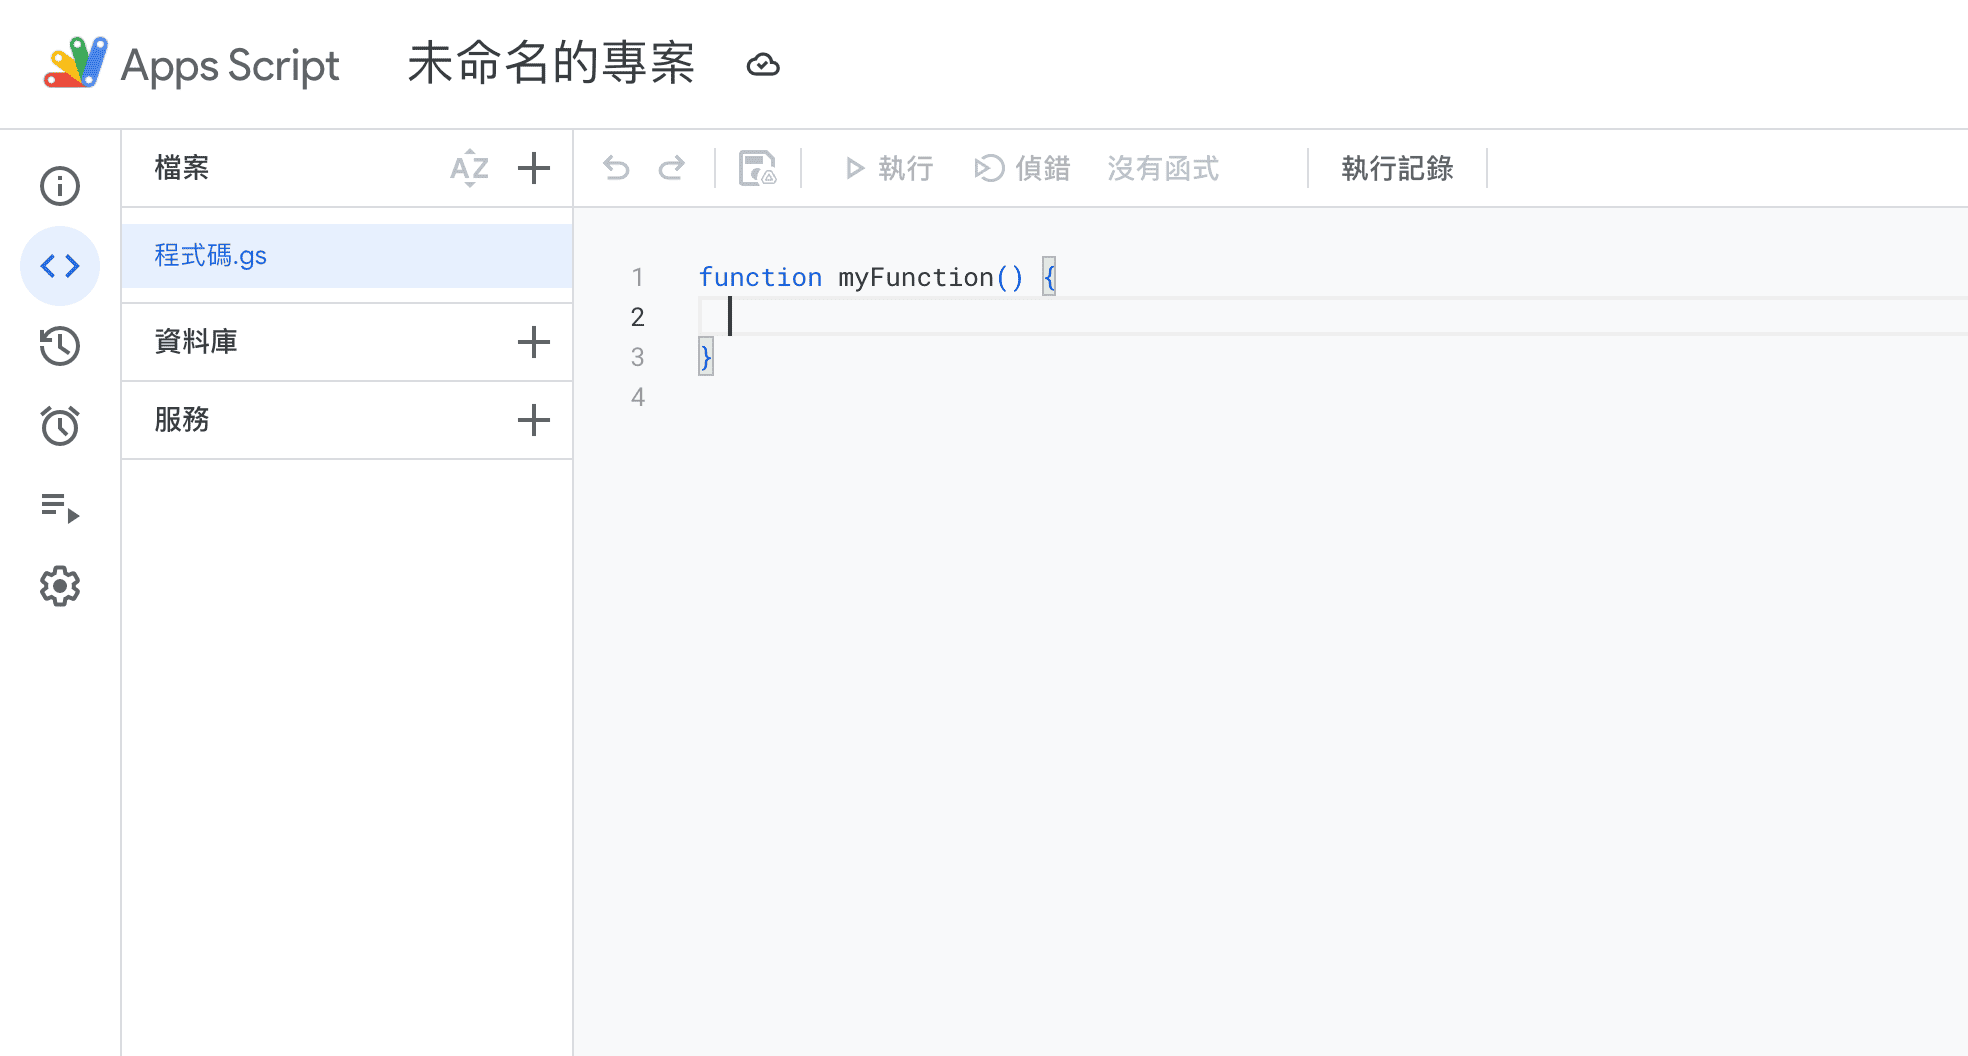 Apps Script 未命名的專案
檔案 AZ
執行 偵錯 沒有函式 執行記錄
程式碼.gs
資料庫
服務
1 function myFunction() {
2
3 }
4